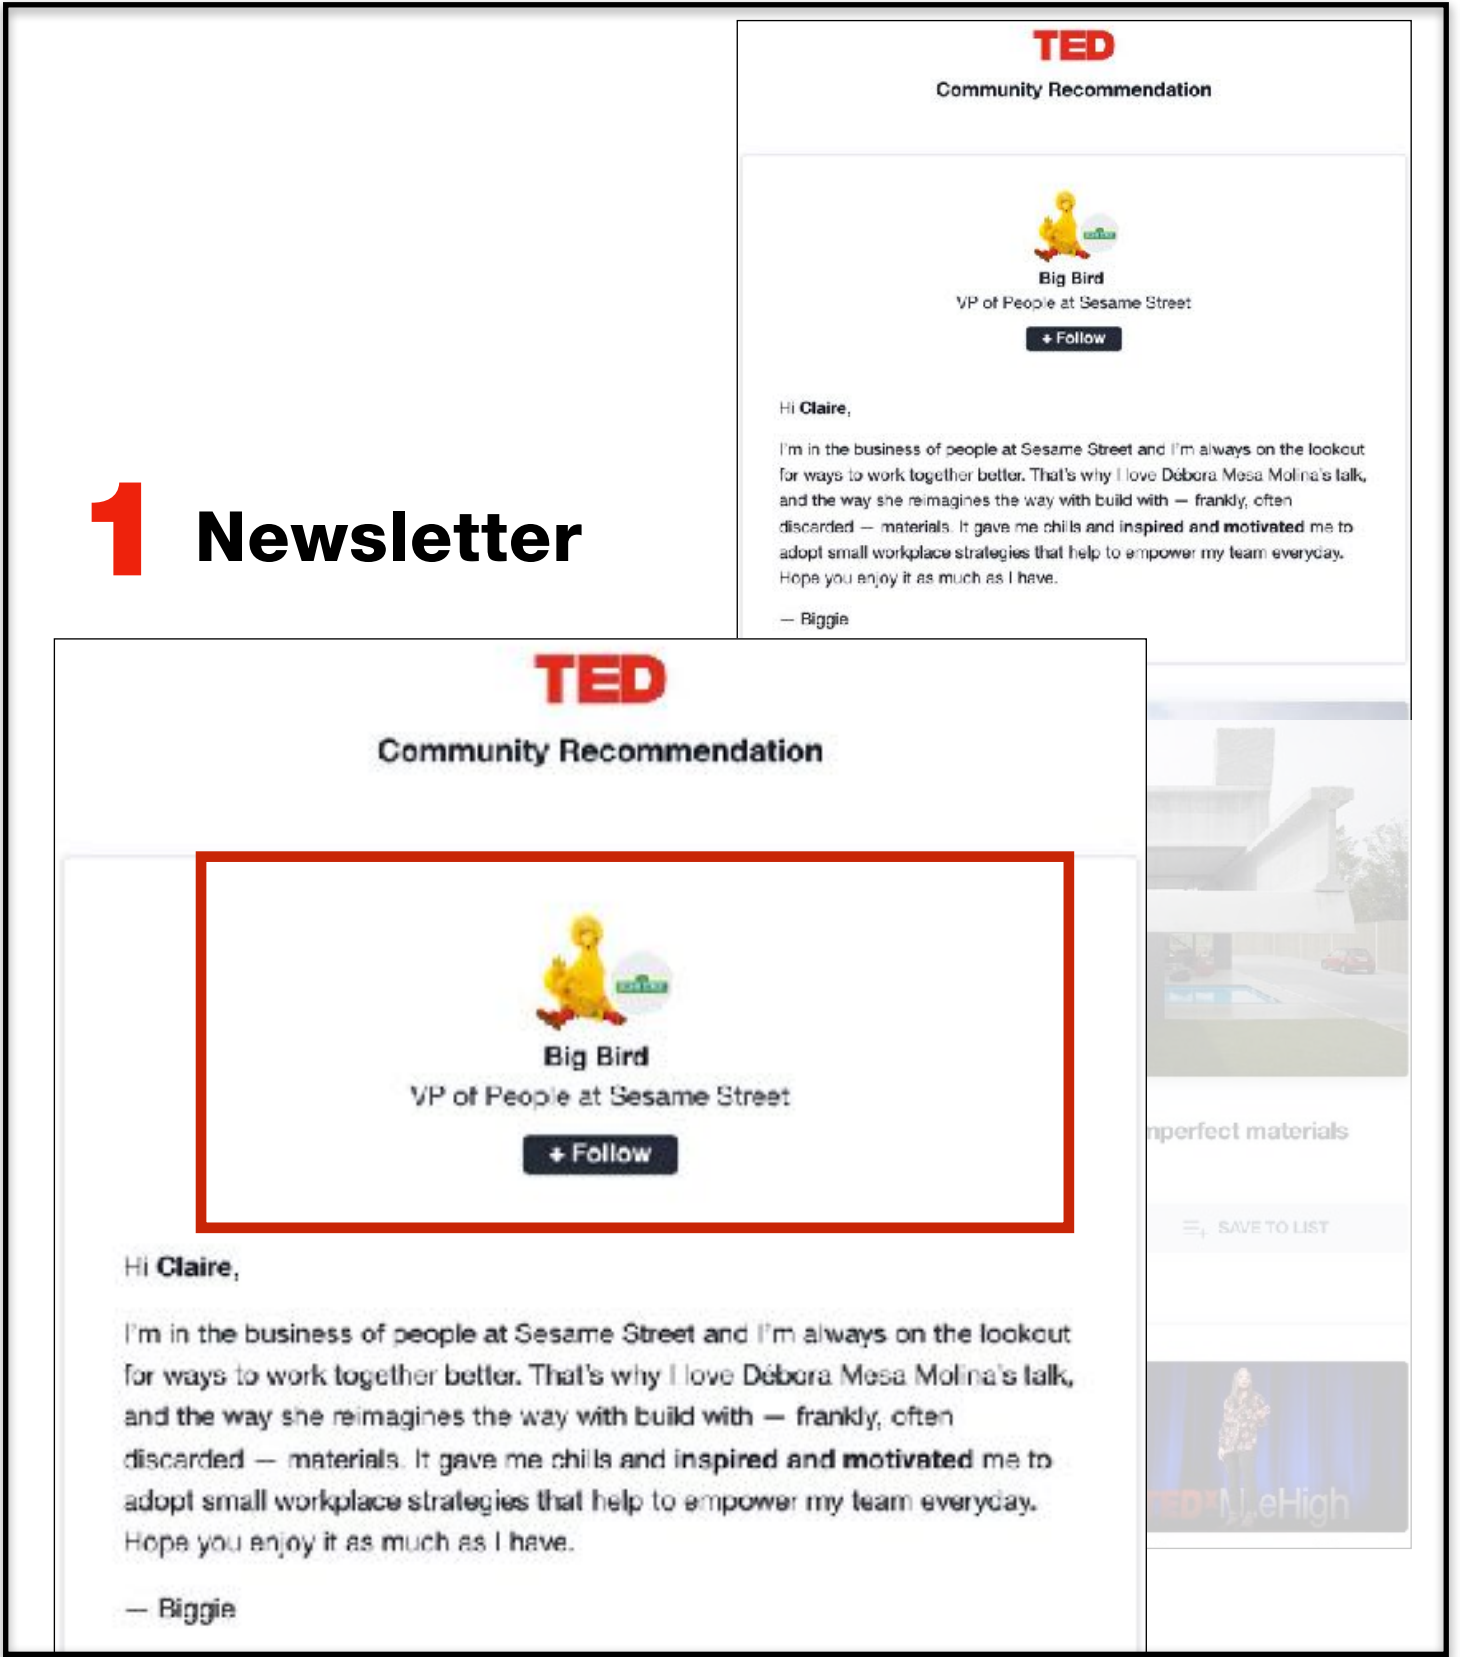 TED
Community Recommendation
Big Bird
VP of People at Sesame Street
+ Follow
Hi Claire,
I'm in the business of people at Sesame Street and I'm always on the lookout
for ways to work together better. That's why I love Débora Mesa Molina's talk,
and the way she reimagines the way with build with — frankly, often
discarded — materials. It gave me chills and inspired and motivated me to
adopt small workplace strategies that help to empower my team everyday.
Hope you enjoy it as much as I have.
— Biggie
1 Newsletter
TED
Community Recommendation
Big Bird
VP of People at Sesame Street
+ Follow
Hi Claire,
I'm in the business of people at Sesame Street and I'm always on the lookout
for ways to work together better. That's why I love Débora Mesa Molina's talk,
and the way she reimagines the way with build with — frankly, often
discarded — materials. It gave me chills and inspired and motivated me to
adopt small workplace strategies that help to empower my team everyday.
Hope you enjoy it as much as I have.
— Biggie
mperfect materials
SAVE TO LIST